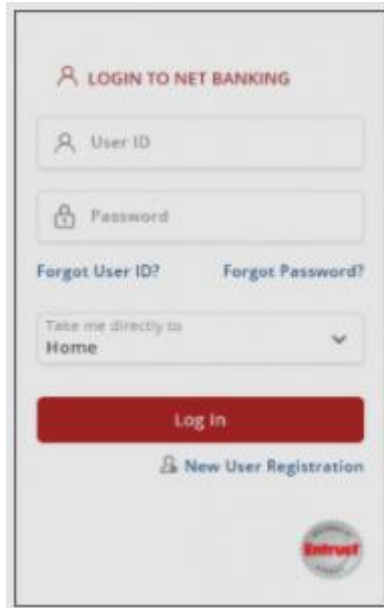 LOGIN TO NET BANKING
User ID
Password
Forgot User ID? Forgot Password?
Take me directly to
Home
Log In
New User Registration
Entrust